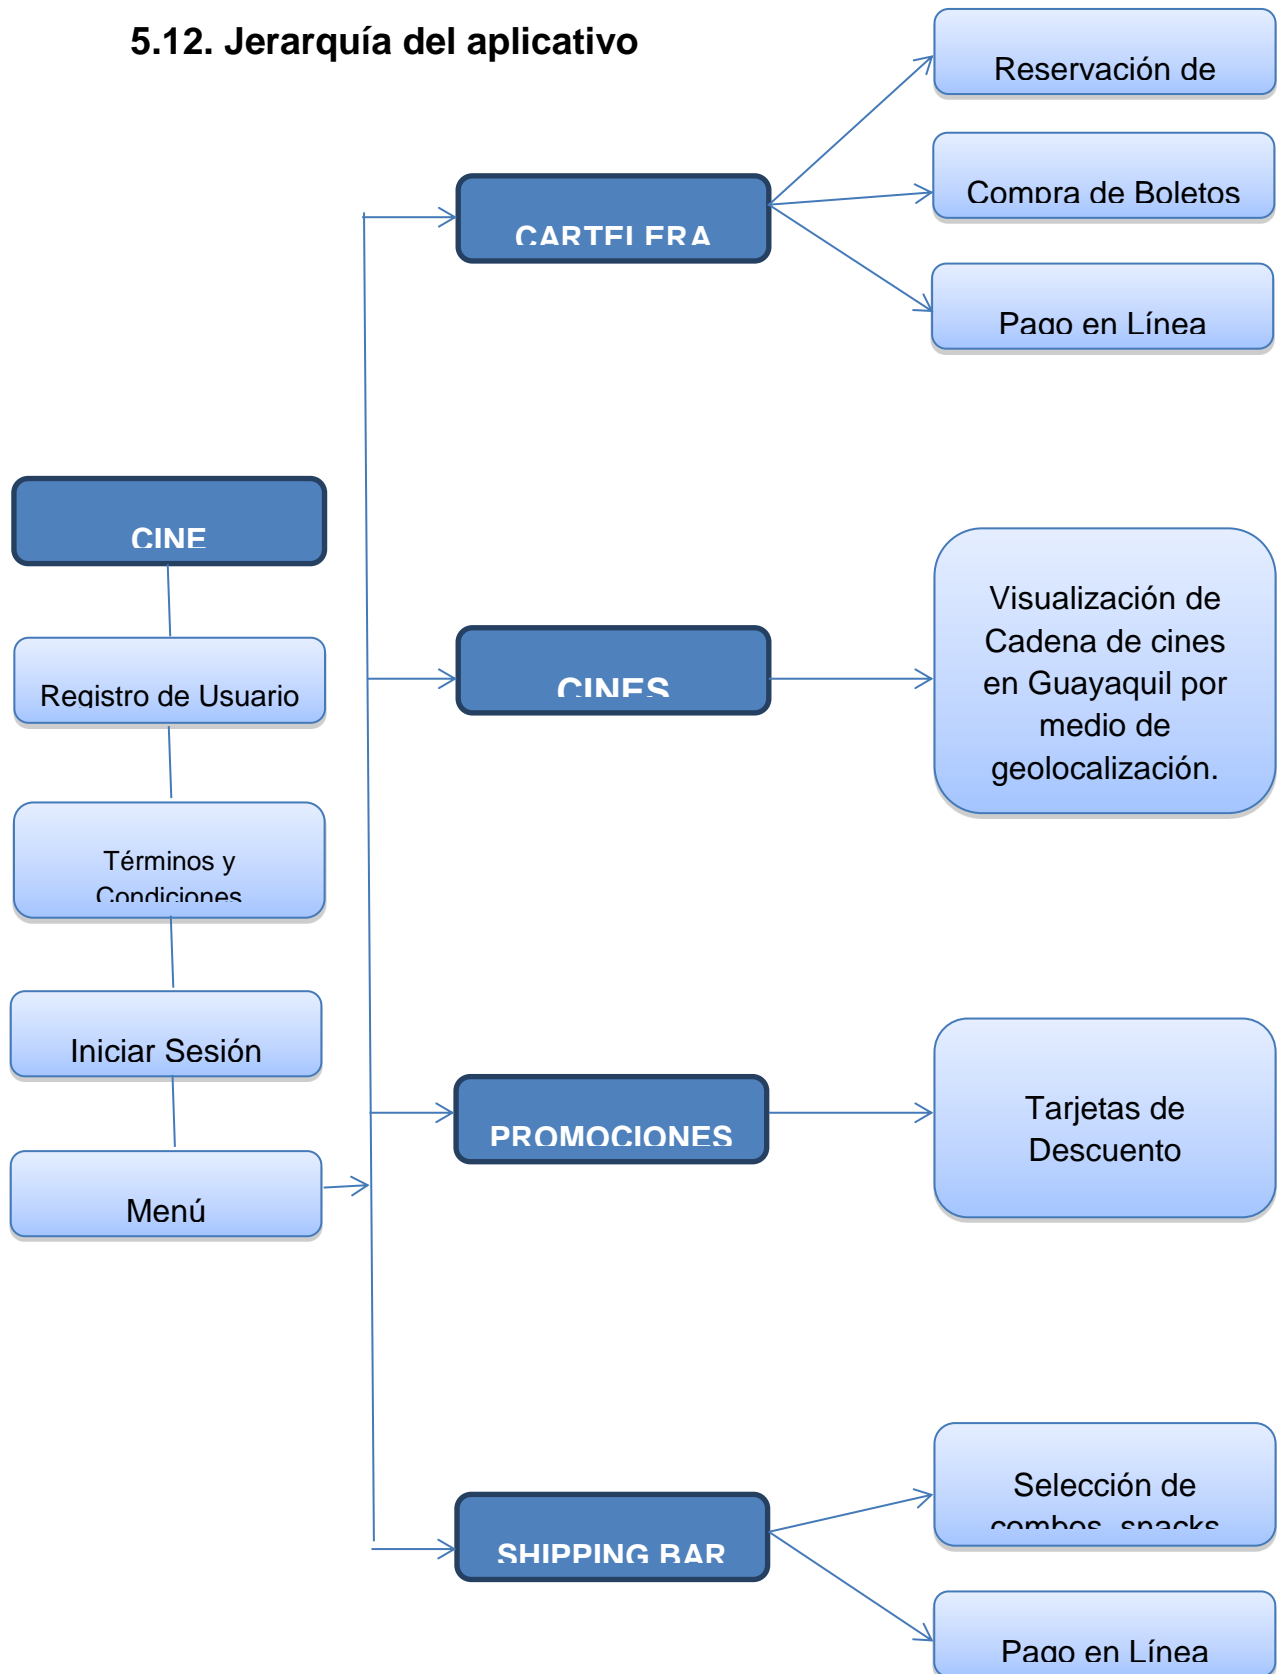 5.12. Jerarquía del aplicativo
Reservación de
Compra de Boletos
CARTELERA
Pago en Línea
CINE
Registro de Usuario
Términos y
Condiciones
Iniciar Sesión
Menú
CINES
Visualización de
Cadena de cines
en Guayaquil por
medio de
geolocalización.
PROMOCIONES
Tarjetas de
Descuento
SHIPPING BAR
Selección de
combos, snacks
Pago en Línea